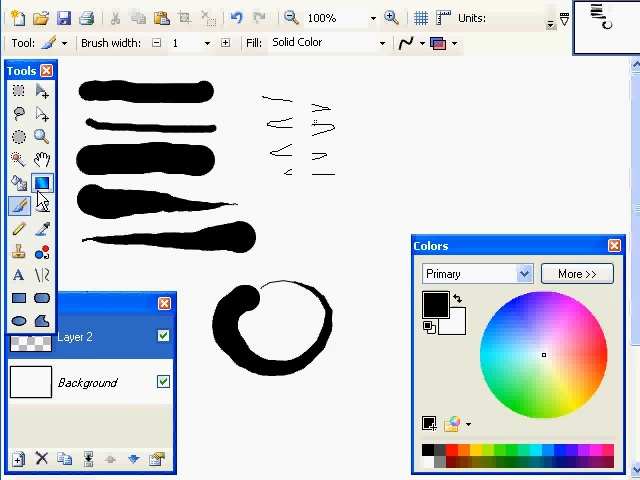 100% Units:
Tool: Brush width: 1 Fill: Solid Color
Tools
A
Colors
Primary More >>
Layer 2
Background